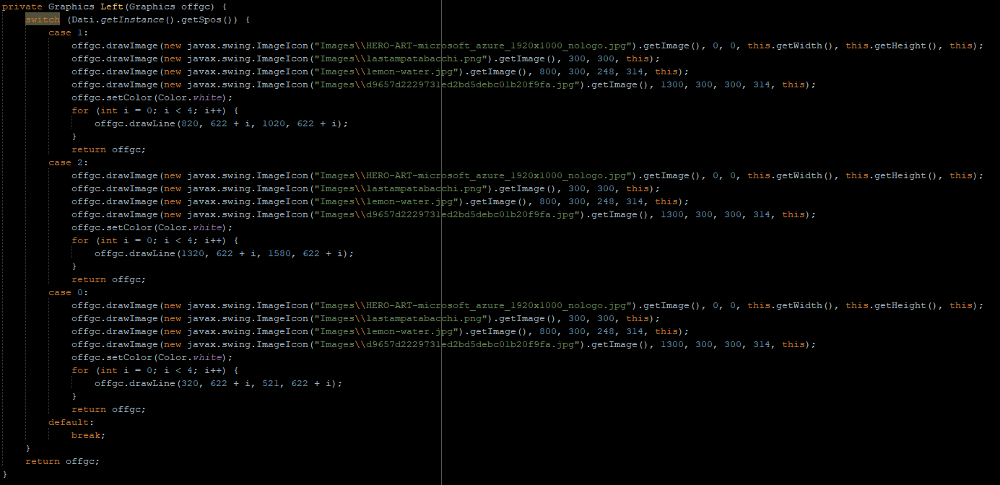 private Graphics Left(Graphics offgc) {
    switch (Dati.getInstance().getSpos()) {
        case 1:
            offgc.drawImage(new javax.swing.ImageIcon("Images\\HERO-ART-microsoft_azure_1920x1000_nologo.jpg").getImage(), 0, 0, this.getWidth(), this.getHeight(), this);
            offgc.drawImage(new javax.swing.ImageIcon("Images\\lastampatabacchi.png").getImage(), 300, 300, this);
            offgc.drawImage(new javax.swing.ImageIcon("Images\\lemon-water.jpg").getImage(), 800, 300, 248, 314, this);
            offgc.drawImage(new javax.swing.ImageIcon("Images\\d9657d2229731ed2bd5debc01b20f9fa.jpg").getImage(), 1300, 300, 300, 314, this);
            offgc.setColor(Color.white);
            for (int i = 0; i < 4; i++) {
                offgc.drawLine(820, 622 + i, 1020, 622 + i);
            }
            return offgc;
        case 2:
            offgc.drawImage(new javax.swing.ImageIcon("Images\\HERO-ART-microsoft_azure_1920x1000_nologo.jpg").getImage(), 0, 0, this.getWidth(), this.getHeight(), this);
            offgc.drawImage(new javax.swing.ImageIcon("Images\\lastampatabacchi.png").getImage(), 300, 300, this);
            offgc.drawImage(new javax.swing.ImageIcon("Images\\lemon-water.jpg").getImage(), 800, 300, 248, 314, this);
            offgc.drawImage(new javax.swing.ImageIcon("Images\\d9657d2229731ed2bd5debc01b20f9fa.jpg").getImage(), 1300, 300, 300, 314, this);
            offgc.setColor(Color.white);
            for (int i = 0; i < 4; i++) {
                offgc.drawLine(1320, 622 + i, 1580, 622 + i);
            }
            return offgc;
        case 0:
            offgc.drawImage(new javax.swing.ImageIcon("Images\\HERO-ART-microsoft_azure_1920x1000_nologo.jpg").getImage(), 0, 0, this.getWidth(), this.getHeight(), this);
            offgc.drawImage(new javax.swing.ImageIcon("Images\\lastampatabacchi.png").getImage(), 300, 300, this);
            offgc.drawImage(new javax.swing.ImageIcon("Images\\lemon-water.jpg").getImage(), 800, 300, 248, 314, this);
            offgc.drawImage(new javax.swing.ImageIcon("Images\\d9657d2229731ed2bd5debc01b20f9fa.jpg").getImage(), 1300, 300, 300, 314, this);
            offgc.setColor(Color.white);
            for (int i = 0; i < 4; i++) {
                offgc.drawLine(320, 622 + i, 521, 622 + i);
            }
            return offgc;
        default:
            break;
    }
    return offgc;
}